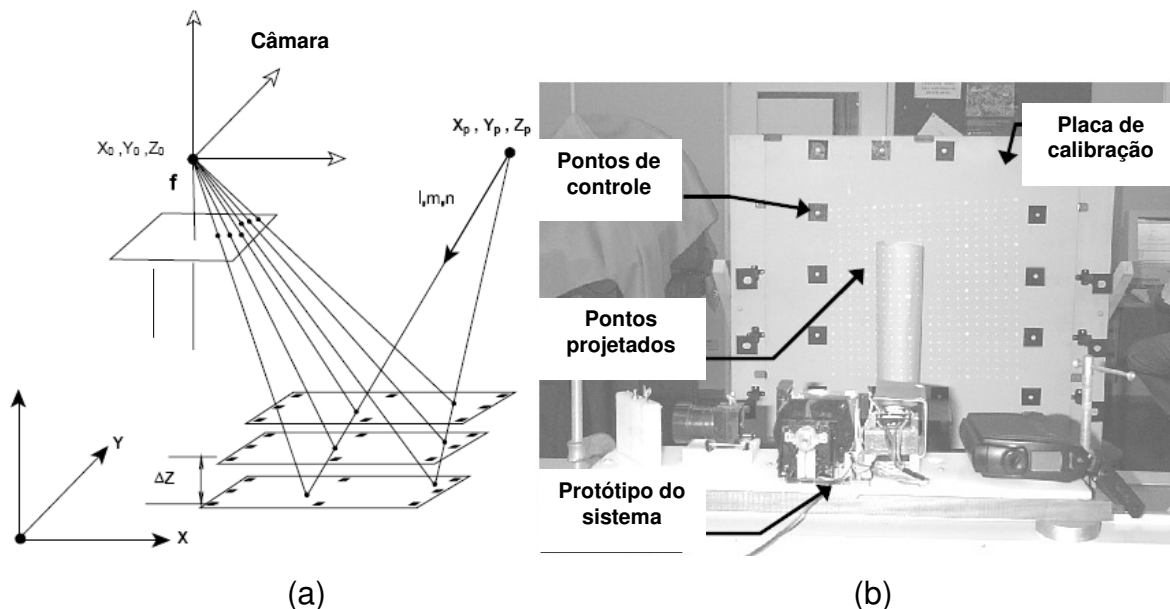 Câmara
X₀ ,Y₀ ,Z₀
f
Xₚ , Yₚ , Zₚ
l,m,n
ΔZ
Y
X
(a)
Pontos de
controle
Placa de
calibração
Pontos
projetados
Protótipo do
sistema
(b)